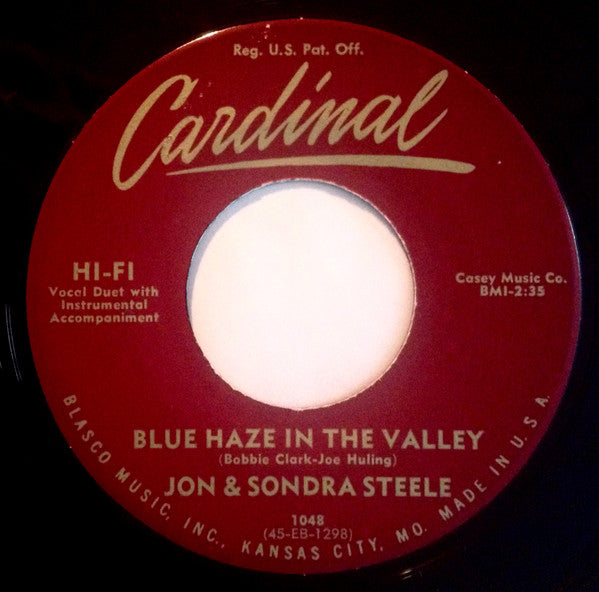 Reg. U.S. Pat. Off.
Cardinal
HI-FI
Vocal Duet with
Instrumental
Accompaniment
Casey Music Co.
BMI-2:35
BLUE HAZE IN THE VALLEY
(Bobbie Clark-Joe Huling)
JON & SONDRA STEELE
1048
(45-EB-1298)
BLASCO MUSIC, INC., KANSAS CITY, MO. MADE IN U.S.A.